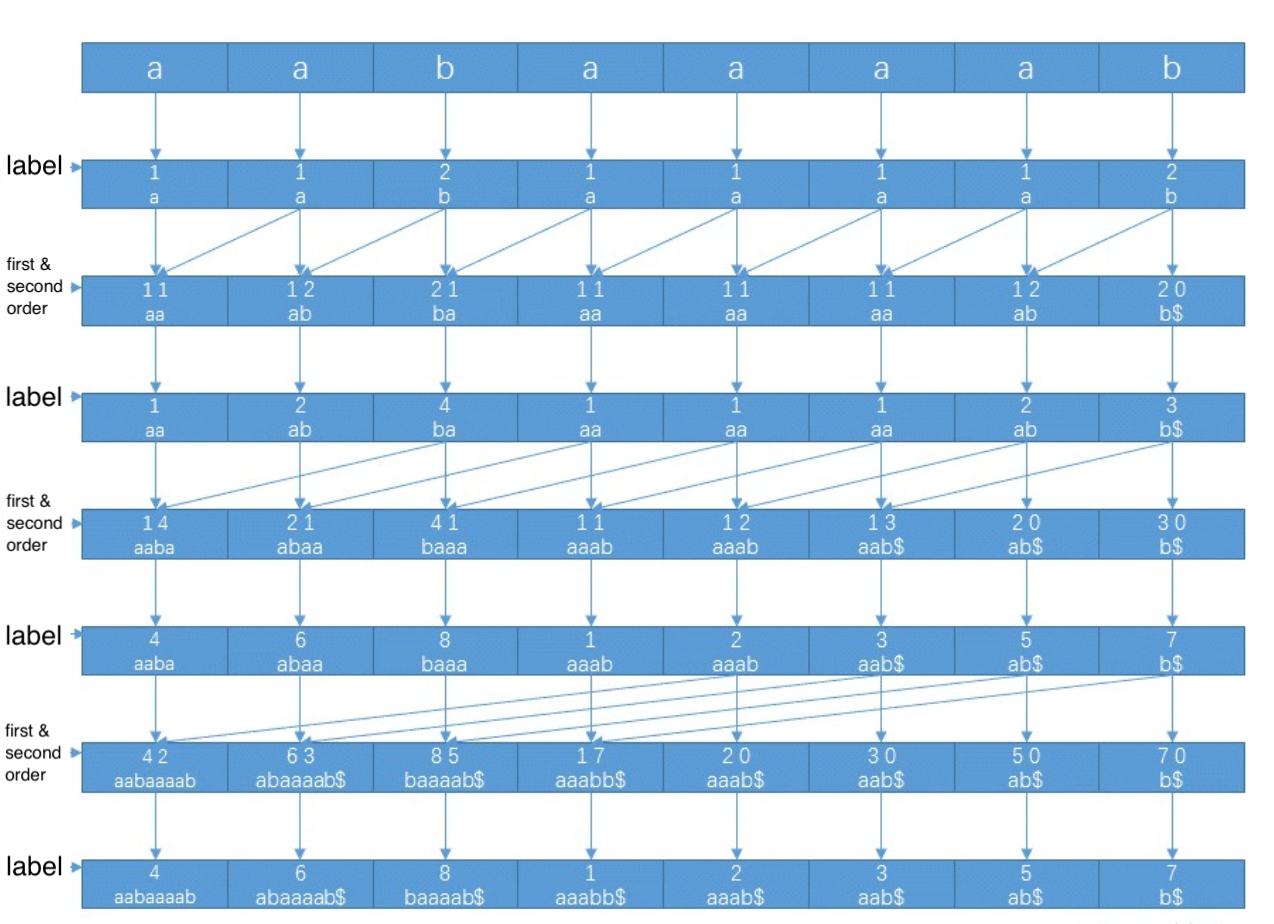 a a b a a a a b
label
1 1 2 1 1 1 1 2
a a b a a a a b
first &
second
order
1 1 1 2 2 1 1 1 1 1 1 1 1 2 2 0
aa ab ba aa aa aa ab b$
label
1 2 4 1 1 1 2 3
aa ab ba aa aa aa ab b$
first &
second
order
1 4 2 1 4 1 1 1 1 2 1 3 2 0 3 0
aaba abaa baaa aaab aaab aab$ ab$ b$
label
4 6 8 1 2 3 5 7
aaba abaa baaa aaab aaab aab$ ab$ b$
first &
second
order
4 2 6 3 8 5 1 7 2 0 3 0 5 0 7 0
aabaaaab abaaaab$ baaaab$ aaabb$ aaab$ aab$ ab$ b$
label
4 6 8 1 2 3 5 7
aabaaaab abaaaab$ baaaab$ aaabb$ aaab$ aab$ ab$ b$